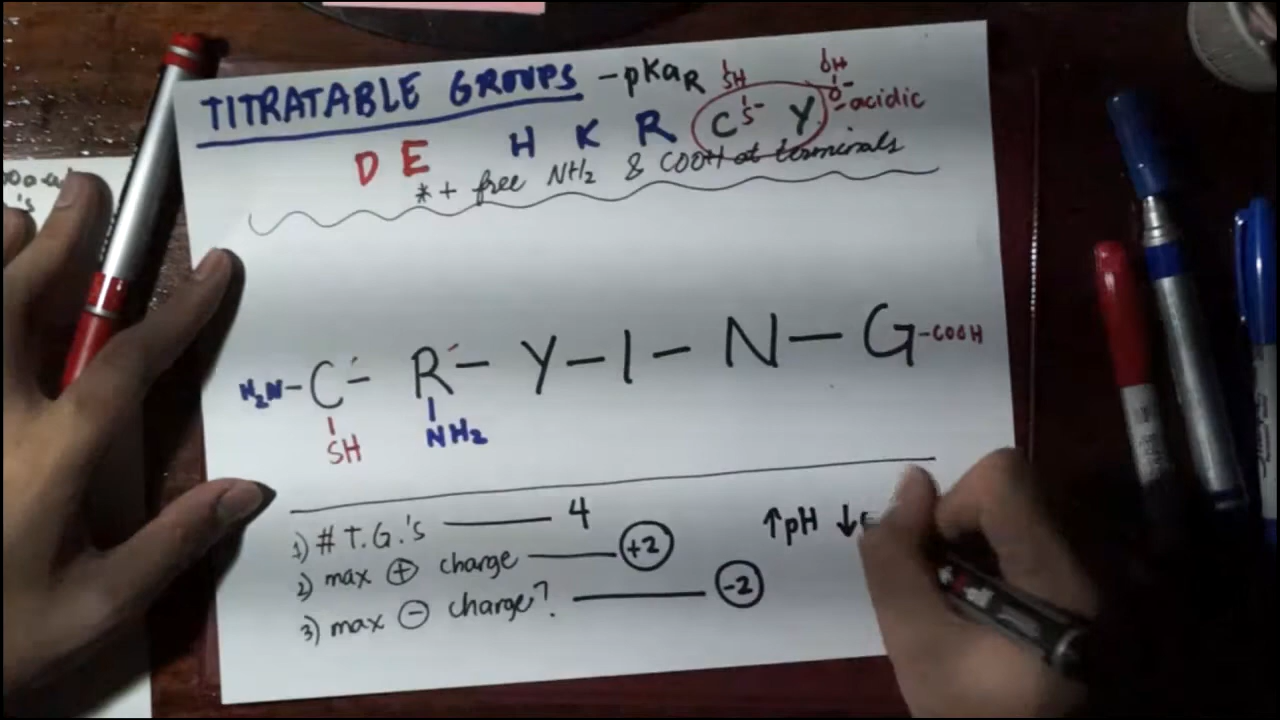 TITRATABLE GROUPS - pKaR
SH
OH
D E H K R C S⁻ Y O⁻ - acidic
* + free NH2 & COOH at terminals
H2N - C - R - Y - I - N - G - COOH
SH
NH2
1) # T.G.'s — 4
2) max ⊕ charge — +2
3) max ⊖ charge? — -2
↑pH ↓